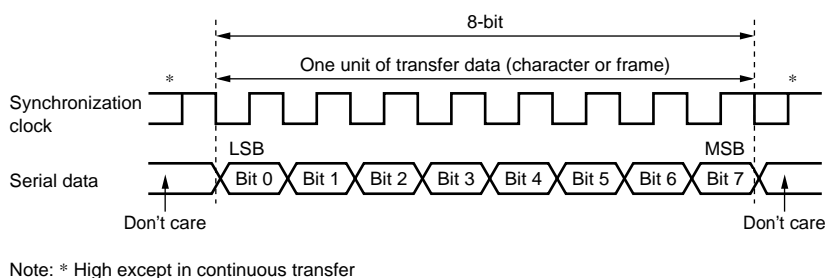 8-bit
One unit of transfer data (character or frame)
* *
Synchronization
clock
LSB MSB
Serial data Bit 0 Bit 1 Bit 2 Bit 3 Bit 4 Bit 5 Bit 6 Bit 7
Don't care Don't care
Note: * High except in continuous transfer